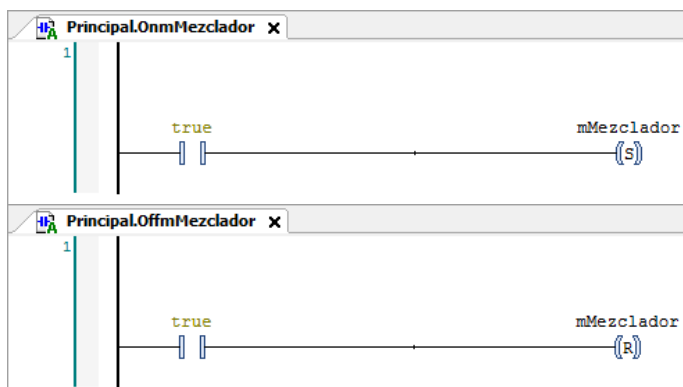 Principal.OnmMezclador x
1
true mMezclador
S
Principal.OffmMezclador x
1
true mMezclador
R